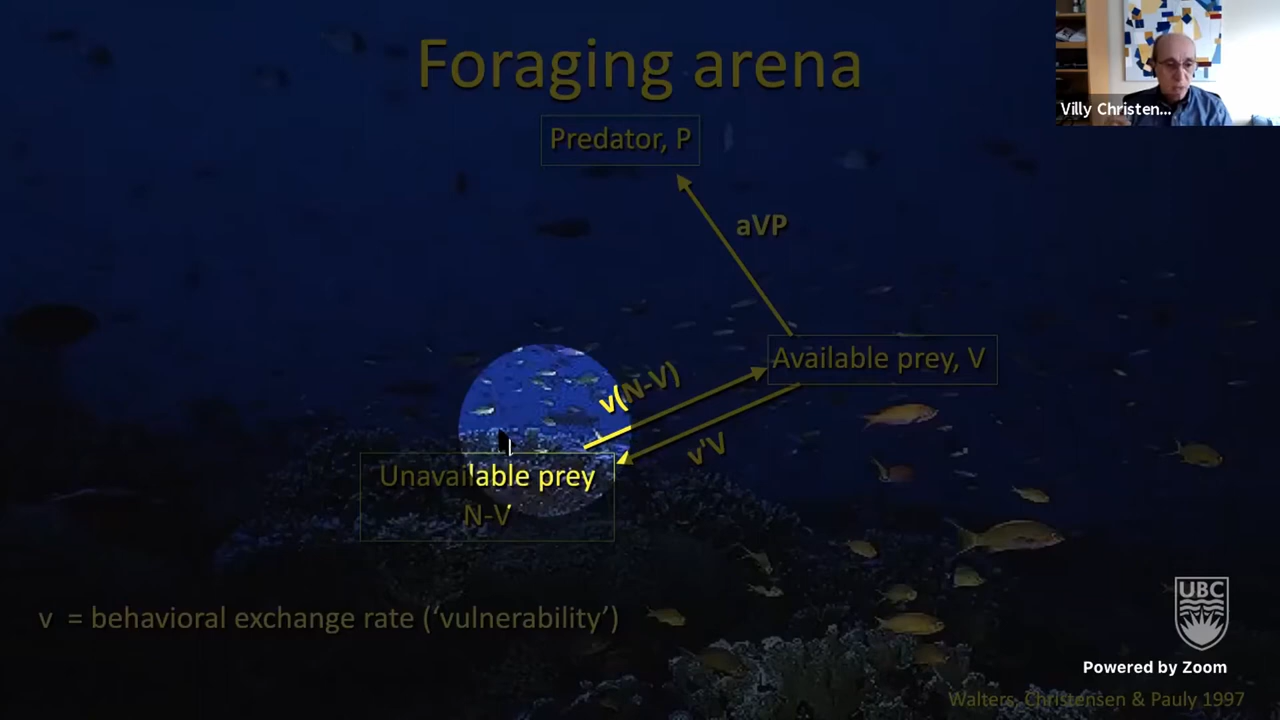 Foraging arena
Villy Christen...
Predator, P
aVP
Available prey, V
v(N-V)
v'V
Unavailable prey
N-V
v = behavioral exchange rate ('vulnerability')
UBC
Powered by Zoom
Walters, Christensen & Pauly 1997